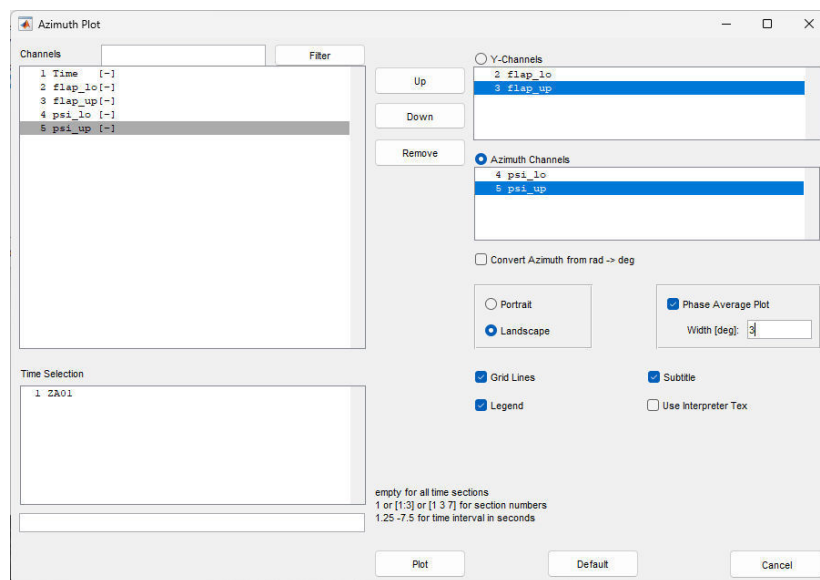 Azimuth Plot
Channels
Filter
1 Time [-]
2 flap_lo[-]
3 flap_up[-]
4 psi_lo [-]
5 psi_up [-]
Up
Down
Remove
Y-Channels
2 flap_lo
3 flap_up
Azimuth Channels
4 psi_lo
5 psi_up
Convert Azimuth from rad -> deg
Portrait
Landscape
Phase Average Plot
Width [deg]: 3
Grid Lines
Subtitle
Legend
Use Interpreter Tex
Time Selection
1 ZA01
empty for all time sections
1 or [1:3] or [1 3 7] for section numbers
1.25 -7.5 for time interval in seconds
Plot
Default
Cancel